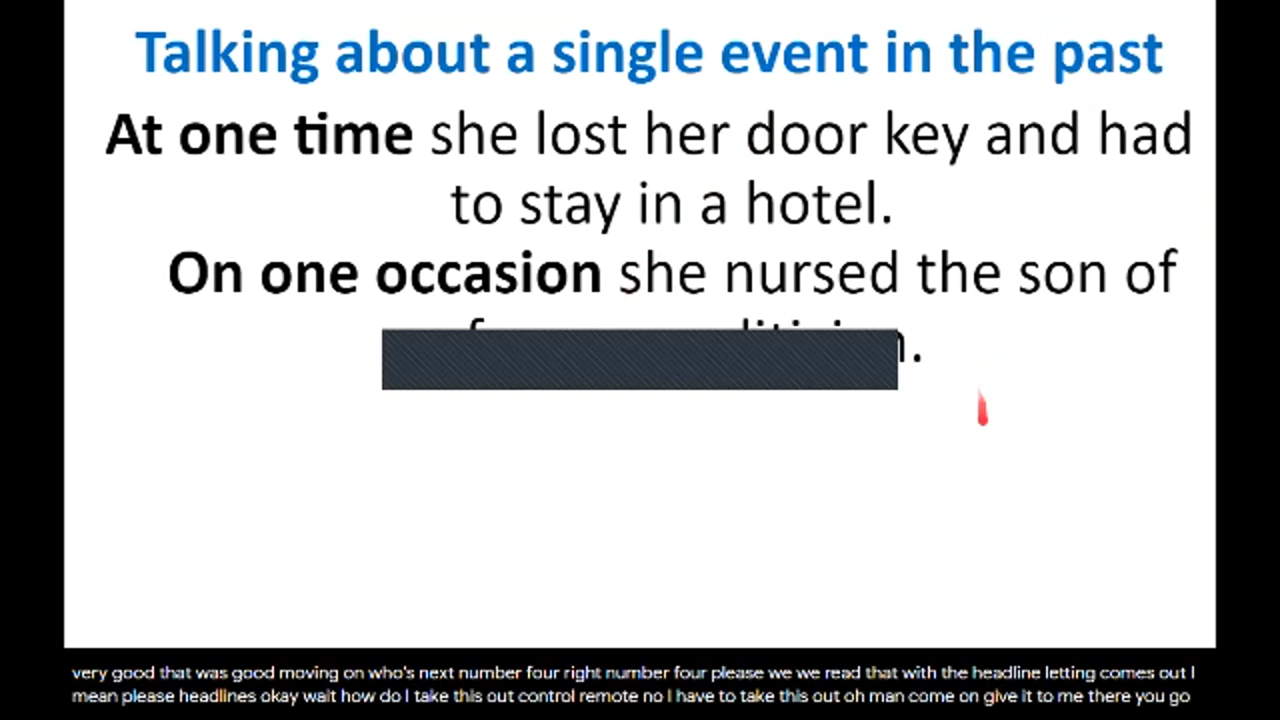 Talking about a single event in the past
At one time she lost her door key and had
to stay in a hotel.
On one occasion she nursed the son of
very good that was good moving on who's next number four right number four please we we read that with the headline letting comes out I
mean please headlines okay wait how do I take this out control remote no I have to take this out oh man come on give it to me there you go